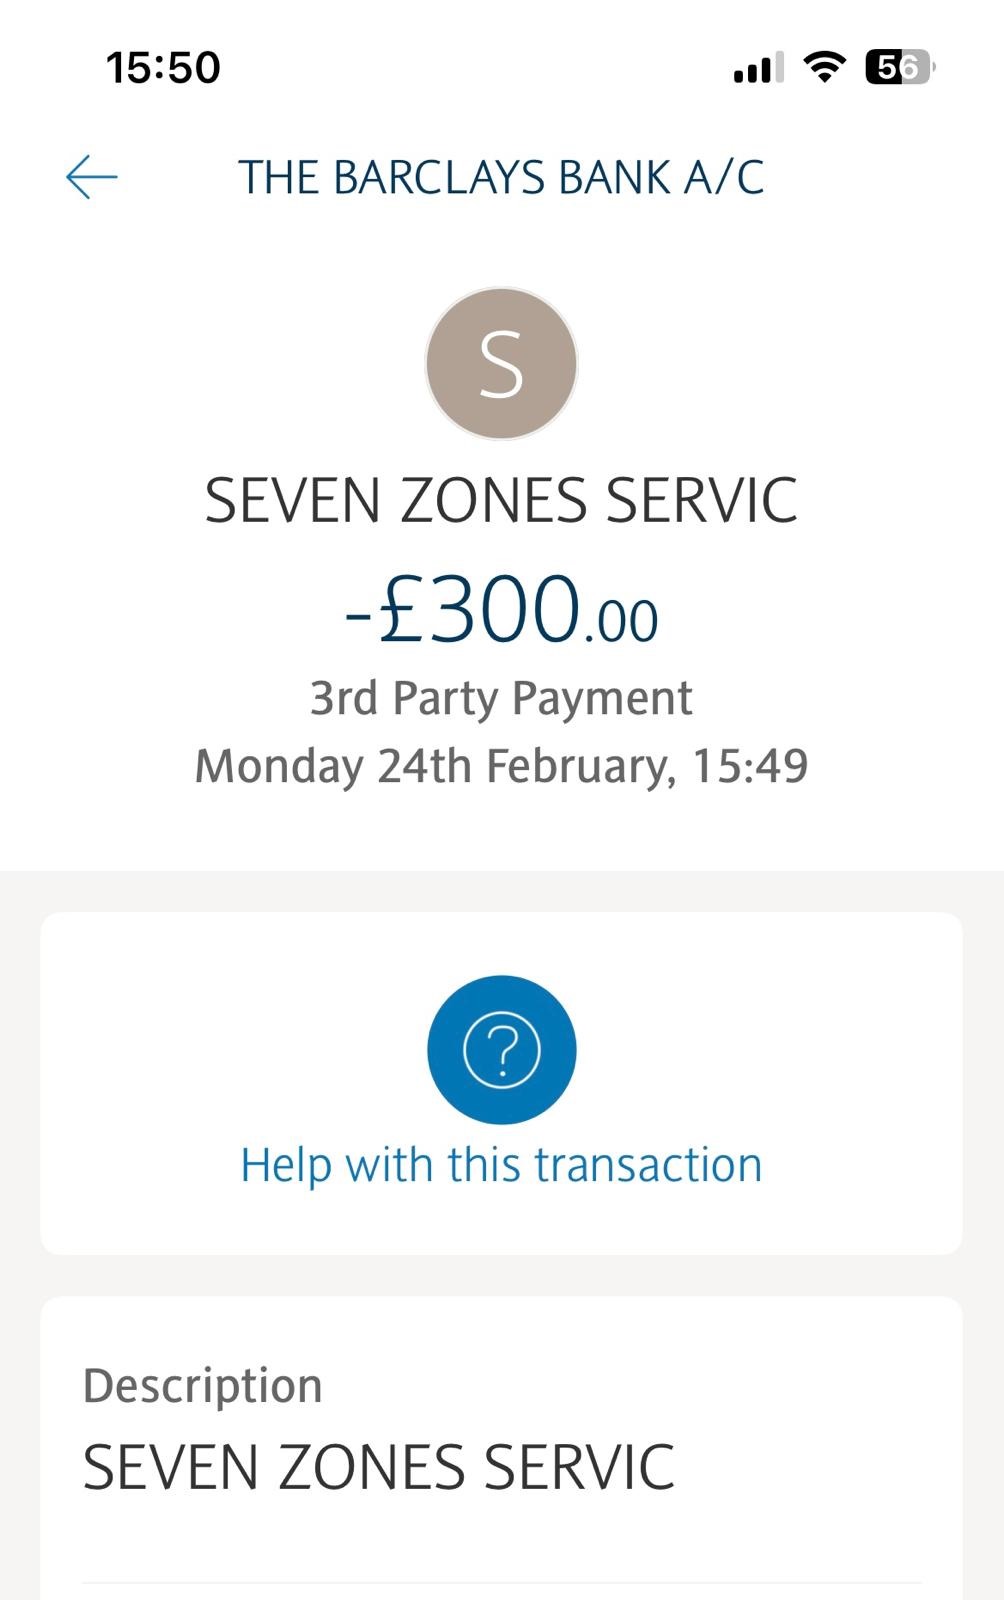 15:50
56
THE BARCLAYS BANK A/C
S
SEVEN ZONES SERVIC
-£300.00
3rd Party Payment
Monday 24th February, 15:49
?
Help with this transaction
Description
SEVEN ZONES SERVIC